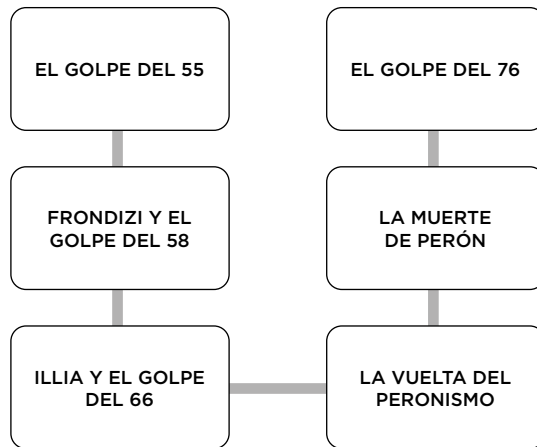 EL GOLPE DEL 55
FRONDIZI Y EL
GOLPE DEL 58
ILLIA Y EL GOLPE
DEL 66
LA VUELTA DEL
PERONISMO
LA MUERTE
DE PERÓN
EL GOLPE DEL 76